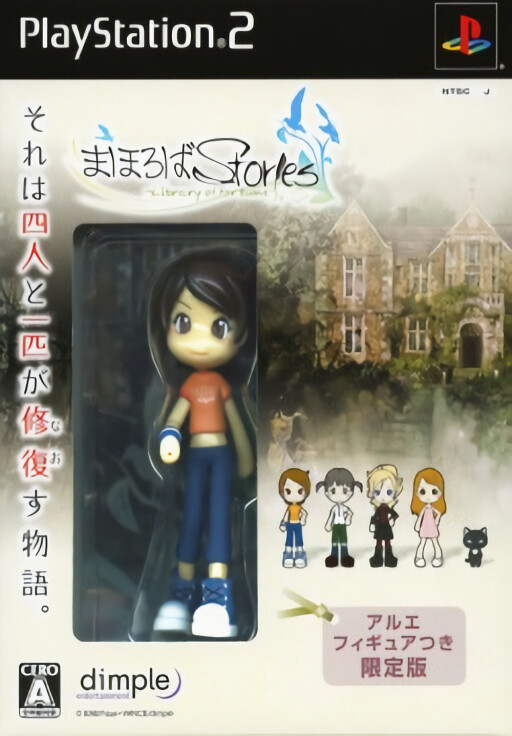 PlayStation.2
NTSC J
まほろばStories
~Library of Fortune~
それは四人と一匹が修復す物語。
なお
アルエ
フィギュアつき
限定版
CERO
A
dimple
entertainment